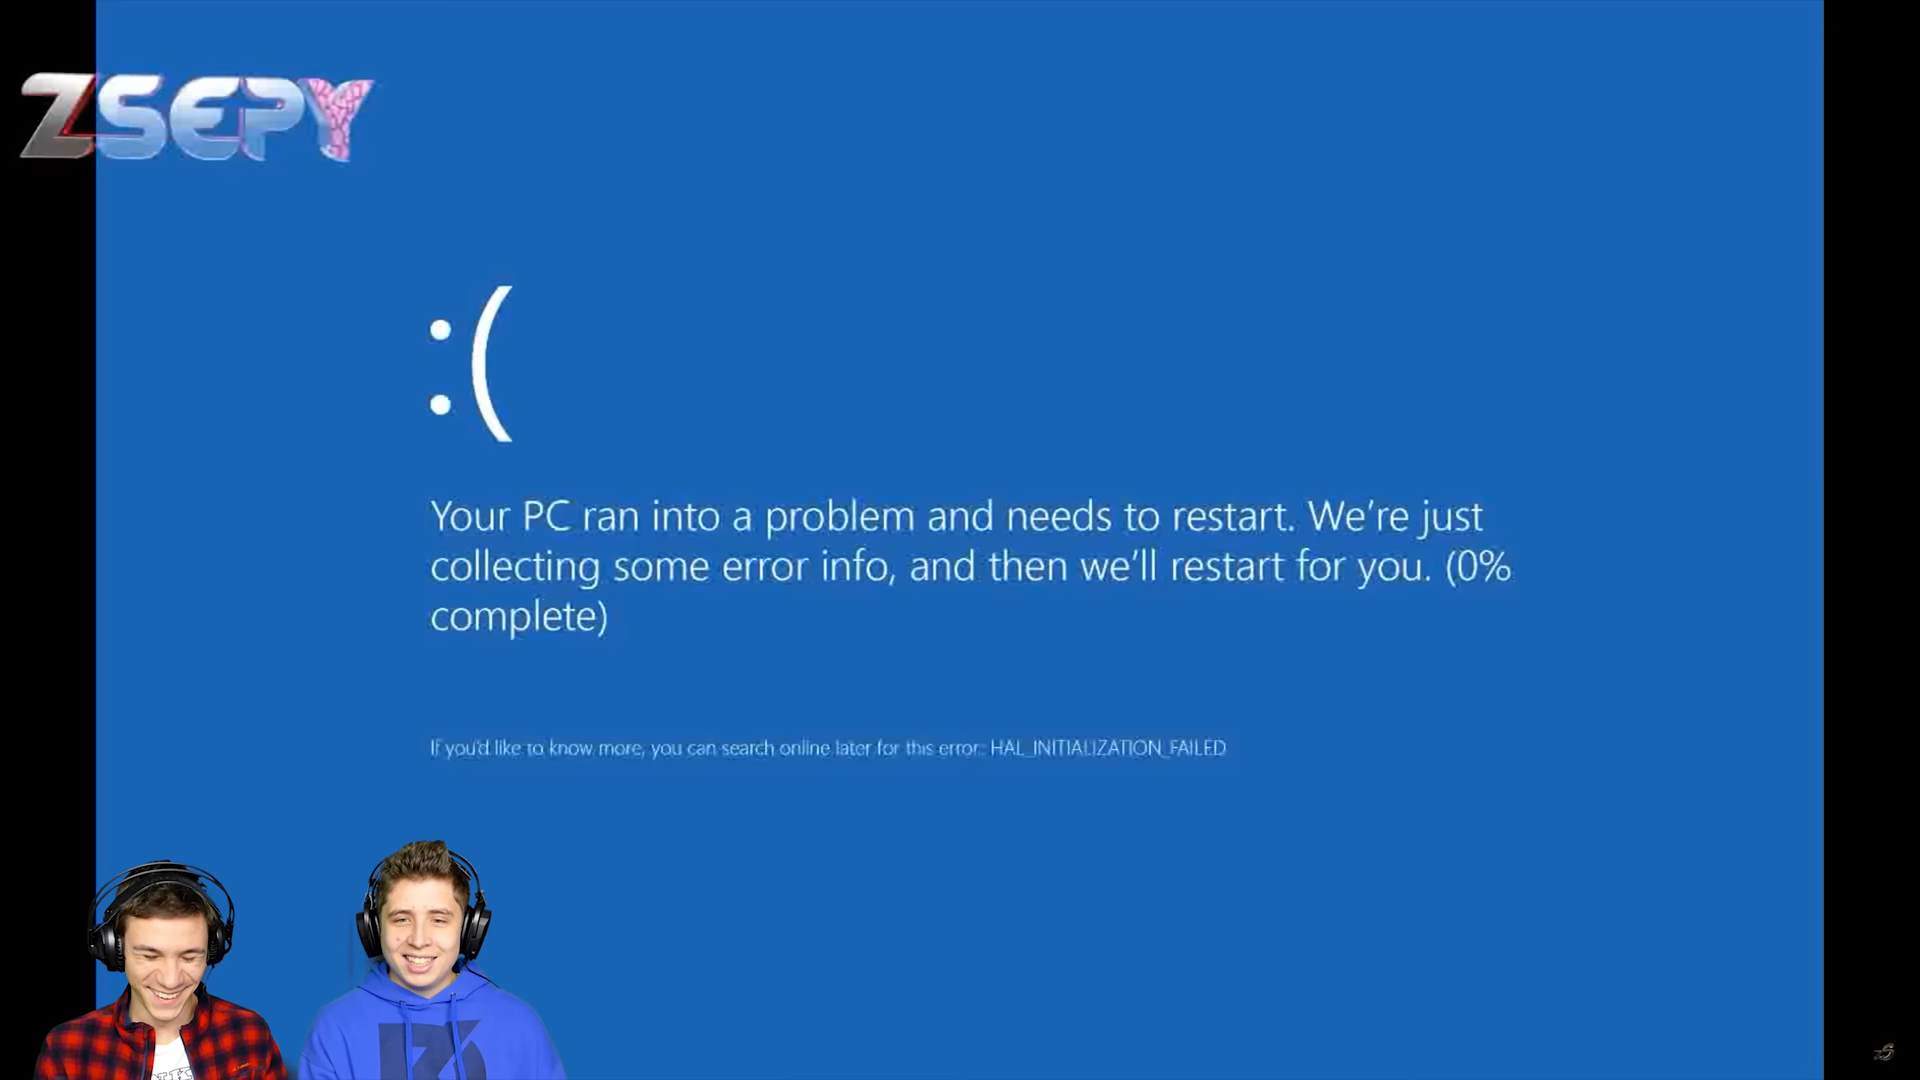 ZSEPY
:(
Your PC ran into a problem and needs to restart. We're just
collecting some error info, and then we'll restart for you. (0%
complete)
If you'd like to know more, you can search online later for this error: HAL_INITIALIZATION_FAILED